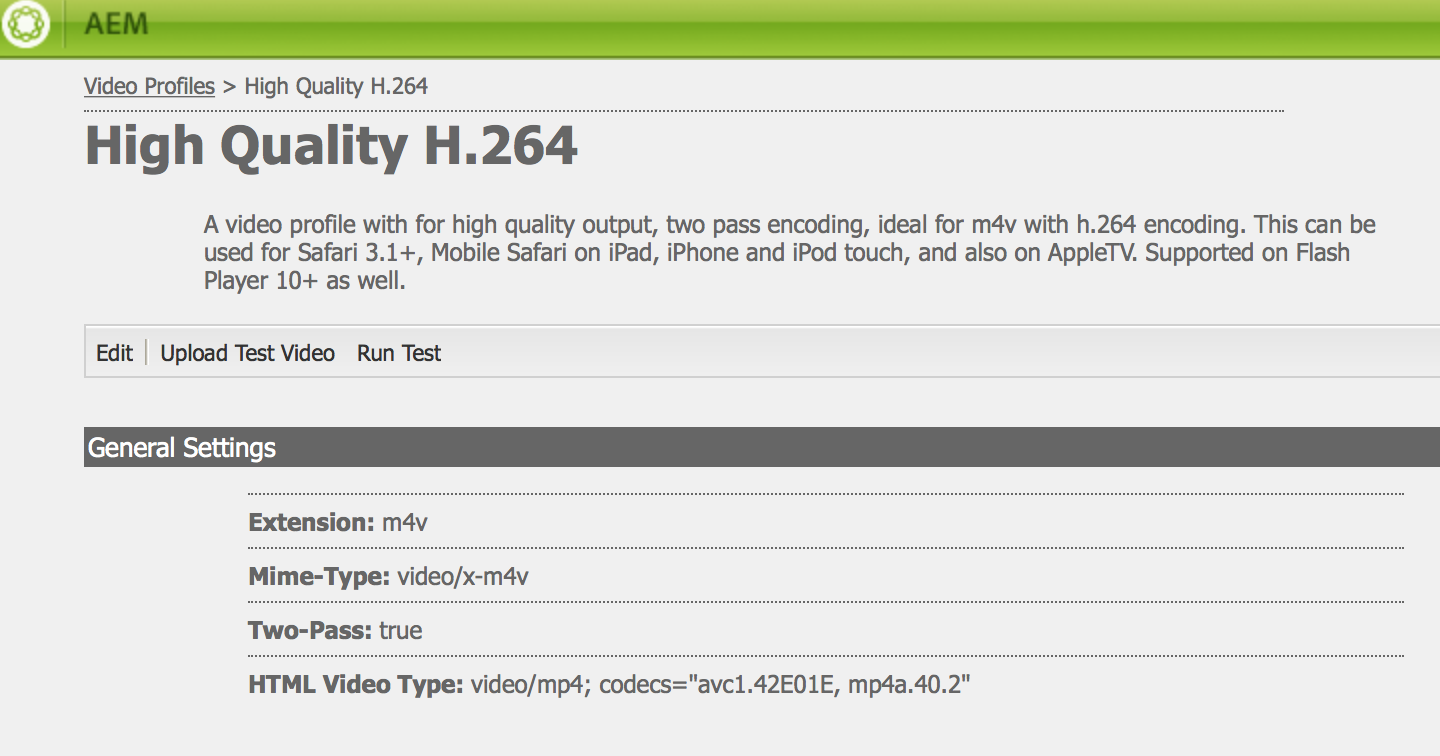 AEM
Video Profiles > High Quality H.264
High Quality H.264
A video profile with for high quality output, two pass encoding, ideal for m4v with h.264 encoding. This can be
used for Safari 3.1+, Mobile Safari on iPad, iPhone and iPod touch, and also on AppleTV. Supported on Flash
Player 10+ as well.
Edit Upload Test Video Run Test
General Settings
Extension: m4v
Mime-Type: video/x-m4v
Two-Pass: true
HTML Video Type: video/mp4; codecs="avc1.42E01E, mp4a.40.2"